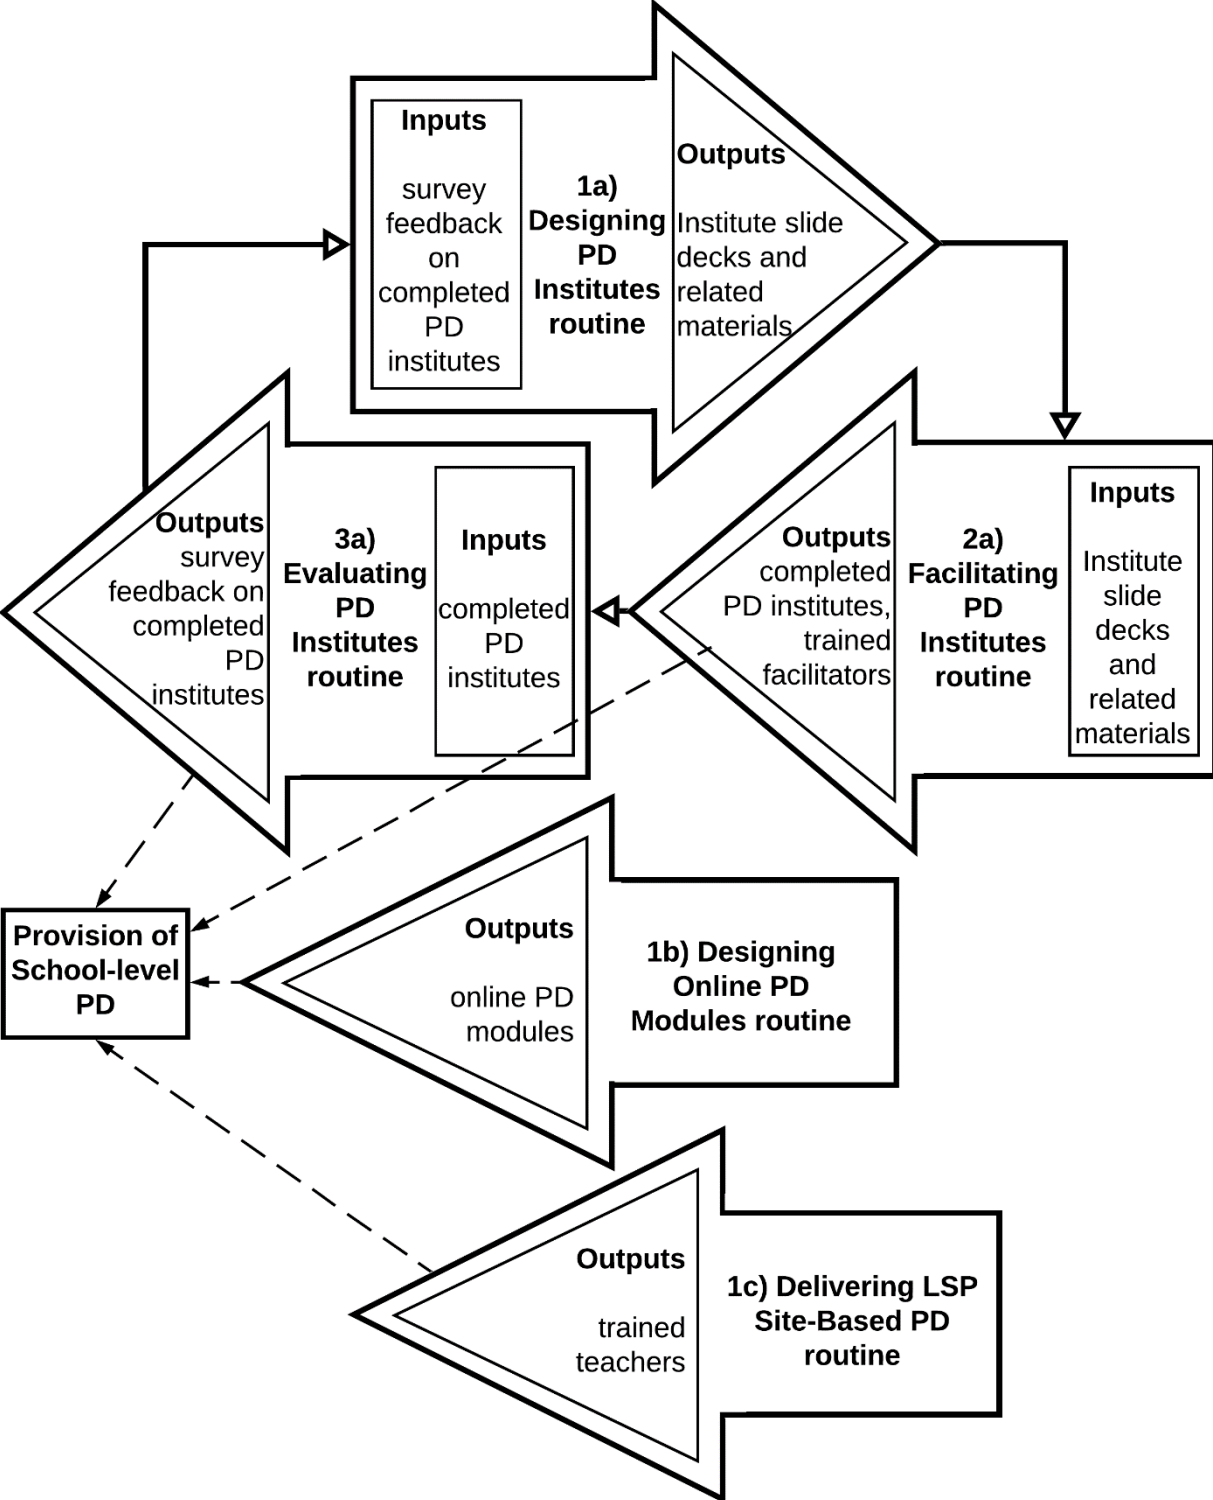 Inputs
survey
feedback
on
completed
PD
institutes
1a)
Designing
PD
Institutes
routine
Outputs
Institute slide
decks and
related
materials
Outputs
survey
feedback on
completed
PD
institutes
3a)
Evaluating
PD
Institutes
routine
Inputs
completed
PD
institutes
Outputs
completed
PD institutes,
trained
facilitators
2a)
Facilitating
PD
Institutes
routine
Inputs
Institute
slide
decks
and
related
materials
Provision of
School-level
PD
Outputs
online PD
modules
1b) Designing
Online PD
Modules routine
Outputs
trained
teachers
1c) Delivering LSP
Site-Based PD
routine